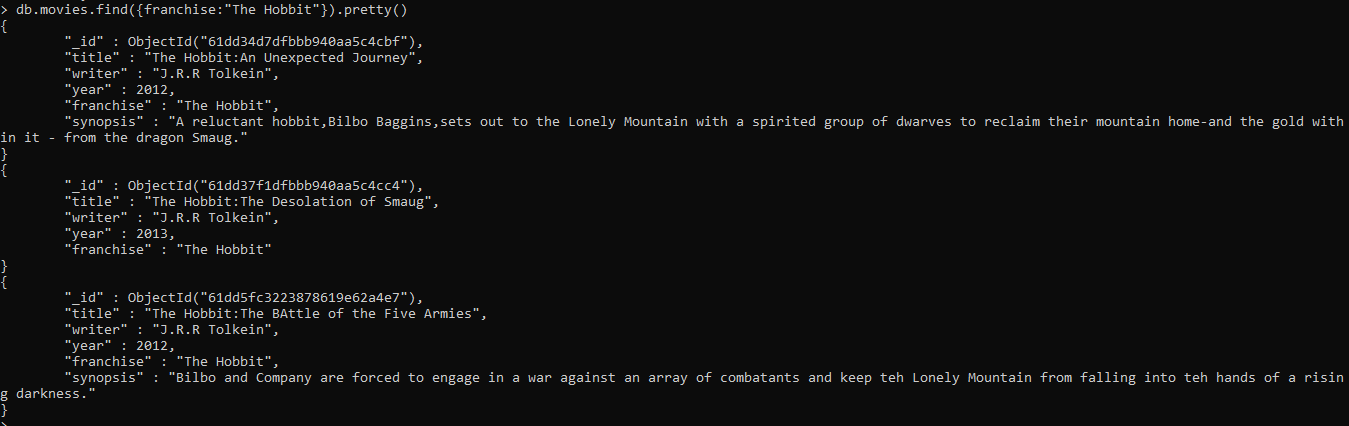 > db.movies.find({franchise:"The Hobbit"}).pretty()
{
        "_id" : ObjectId("61dd34d7dfbbb940aa5c4cbf"),
        "title" : "The Hobbit:An Unexpected Journey",
        "writer" : "J.R.R Tolkein",
        "year" : 2012,
        "franchise" : "The Hobbit",
        "synopsis" : "A reluctant hobbit,Bilbo Baggins,sets out to the Lonely Mountain with a spirited group of dwarves to reclaim their mountain home-and the gold with
in it - from the dragon Smaug."
}
{
        "_id" : ObjectId("61dd37f1dfbbb940aa5c4cc4"),
        "title" : "The Hobbit:The Desolation of Smaug",
        "writer" : "J.R.R Tolkein",
        "year" : 2013,
        "franchise" : "The Hobbit"
}
{
        "_id" : ObjectId("61dd5fc3223878619e62a4e7"),
        "title" : "The Hobbit:The BAttle of the Five Armies",
        "writer" : "J.R.R Tolkein",
        "year" : 2012,
        "franchise" : "The Hobbit",
        "synopsis" : "Bilbo and Company are forced to engage in a war against an array of combatants and keep teh Lonely Mountain from falling into teh hands of a risin
g darkness."
}
>